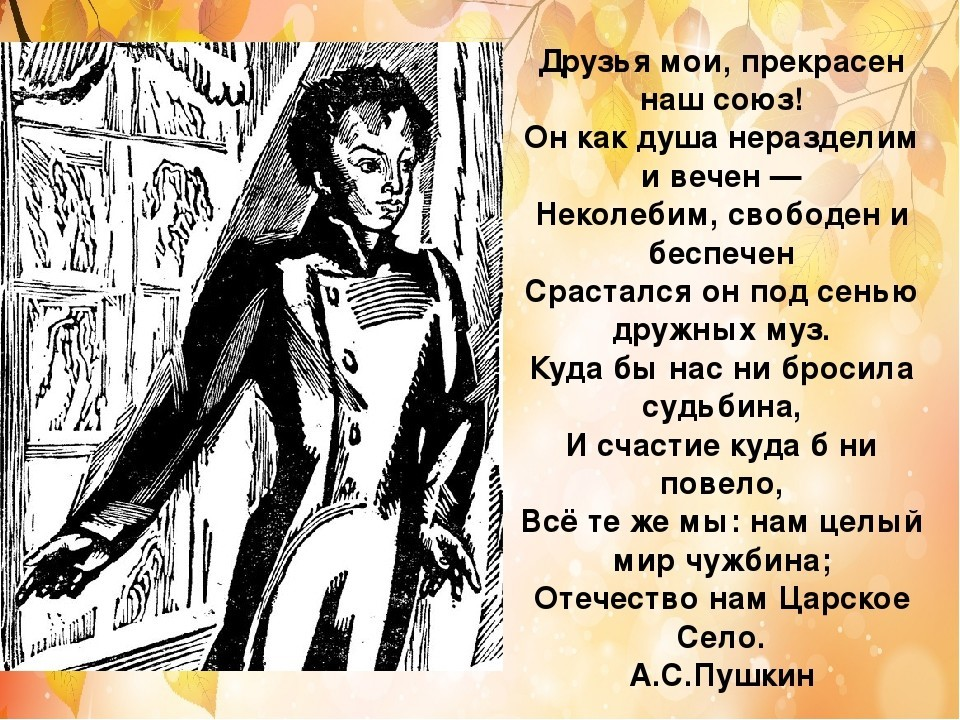 Друзья мои, прекрасен
наш союз!
Он как душа неразделим
и вечен —
Неколебим, свободен и
беспечен
Срастался он под сенью
дружных муз.
Куда бы нас ни бросила
судьбина,
И счастие куда б ни
повело,
Всё те же мы: нам целый
мир чужбина;
Отечество нам Царское
Село.
А.С.Пушкин